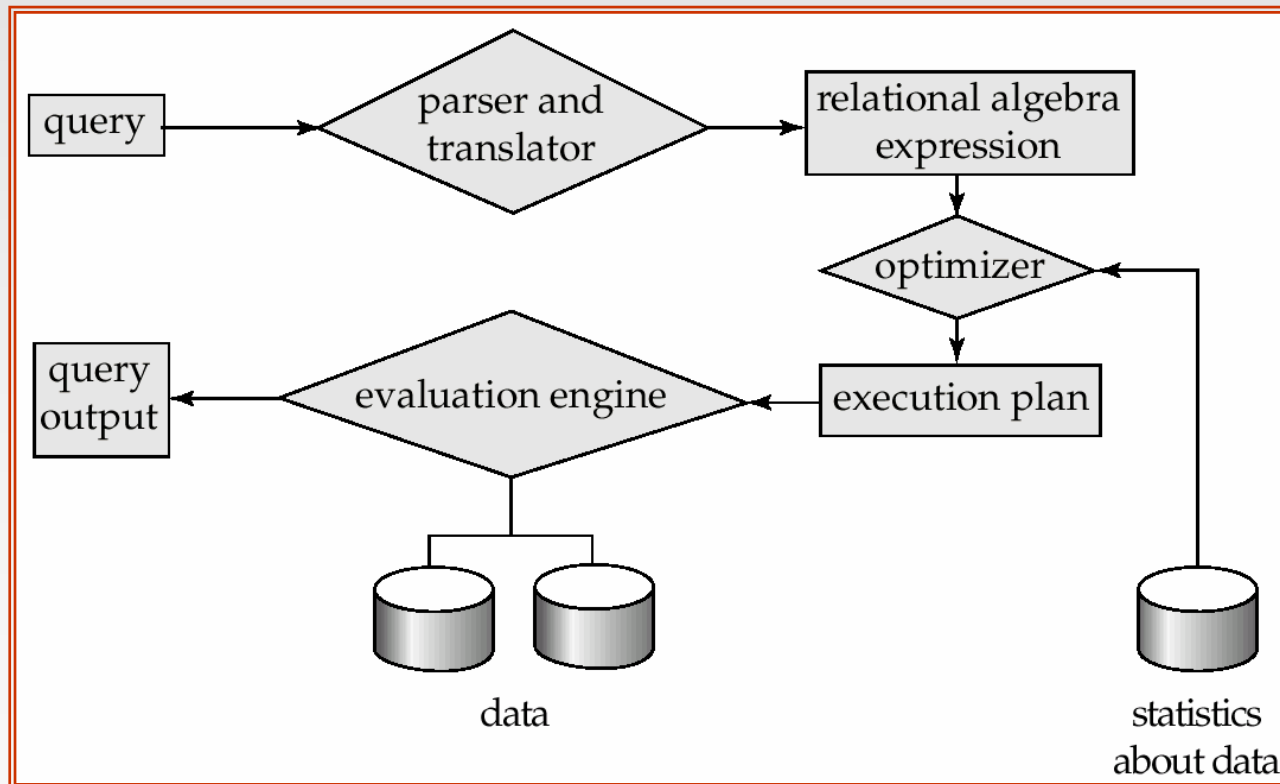 query
parser and
translator
relational algebra
expression
optimizer
query
output
evaluation engine
execution plan
data
statistics
about data